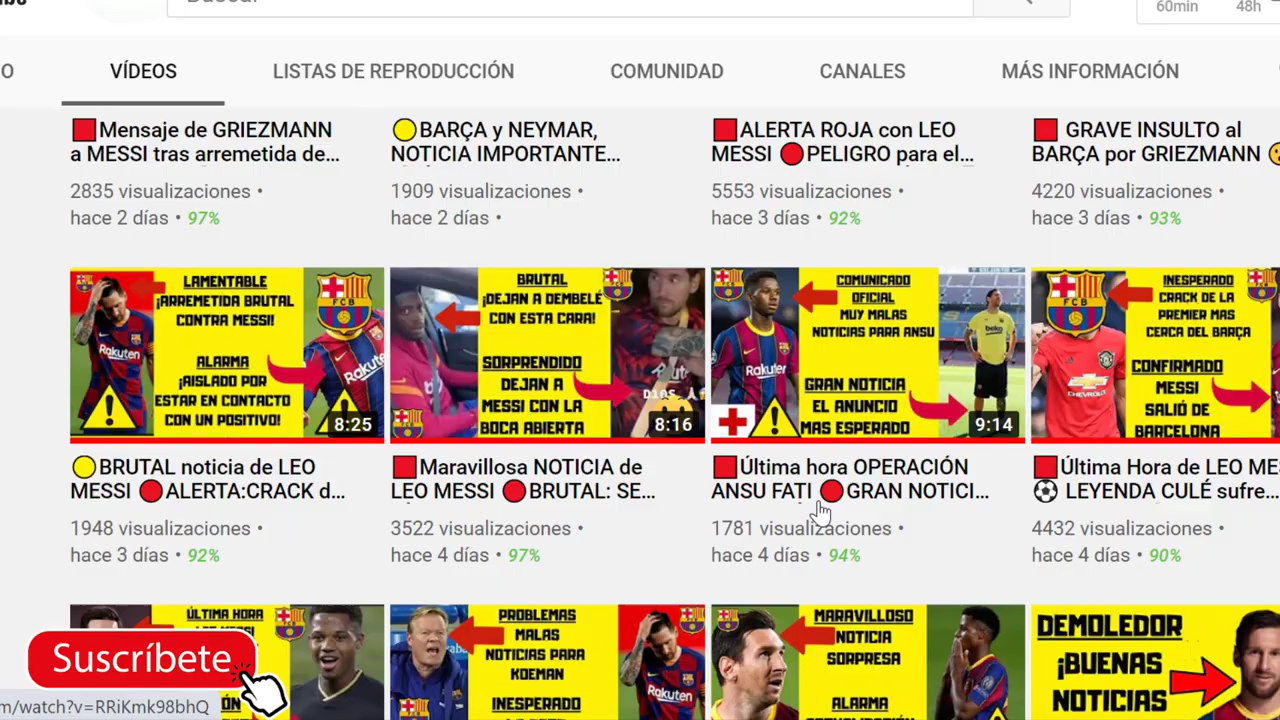 60min 48h
VÍDEOS LISTAS DE REPRODUCCIÓN COMUNIDAD CANALES MÁS INFORMACIÓN
🟥Mensaje de GRIEZMANN
a MESSI tras arremetida de...
2835 visualizaciones •
hace 2 días • 97%
🟡BARÇA y NEYMAR,
NOTICIA IMPORTANTE...
1909 visualizaciones •
hace 2 días •
🟥ALERTA ROJA con LEO
MESSI 🔴PELIGRO para el...
5553 visualizaciones •
hace 3 días • 92%
🟥 GRAVE INSULTO al
BARÇA por GRIEZMANN
4220 visualizaciones •
hace 3 días • 93%
LAMENTABLE
¡ARREMETIDA BRUTAL
CONTRA MESSI!
ALARMA
¡AISLADO POR
ESTAR EN CONTACTO
CON UN POSITIVO!
FCB
Rakuten
8:25
BRUTAL
¡DEJAN A DEMBELÉ
CON ESTA CARA!
SORPRENDIDO
DEJAN A
MESSI CON LA
BOCA ABIERTA
8:16
COMUNICADO
OFICIAL
MUY MALAS
NOTICIAS PARA ANSU
GRAN NOTICIA
EL ANUNCIO
MAS ESPERADO
Rakuten
beko
9:14
INESPERADO
CRACK DE LA
PREMIER MAS
CERCA DEL BARÇA
CONFIRMADO
MESSI
SALIÓ DE
BARCELONA
FCB
CHEVROLET
🟡BRUTAL noticia de LEO
MESSI 🔴ALERTA:CRACK d...
1948 visualizaciones •
hace 3 días • 92%
🟥Maravillosa NOTICIA de
LEO MESSI 🔴BRUTAL: SE...
3522 visualizaciones •
hace 4 días • 97%
🟥Última hora OPERACIÓN
ANSU FATI 🔴GRAN NOTICI...
1781 visualizaciones •
hace 4 días • 94%
🟥Última Hora de LEO ME
⚽ LEYENDA CULÉ sufre...
4432 visualizaciones •
hace 4 días • 90%
ÚLTIMA HORA
PROBLEMAS
MALAS
NOTICIAS PARA
KOEMAN
INESPERADO
Rakuten
MARAVILLOSO
NOTICIA
SORPRESA
ALARMA
DEMOLEDOR
¡BUENAS
NOTICIAS
Suscríbete
m/watch?v=RRiKmk98bhQ